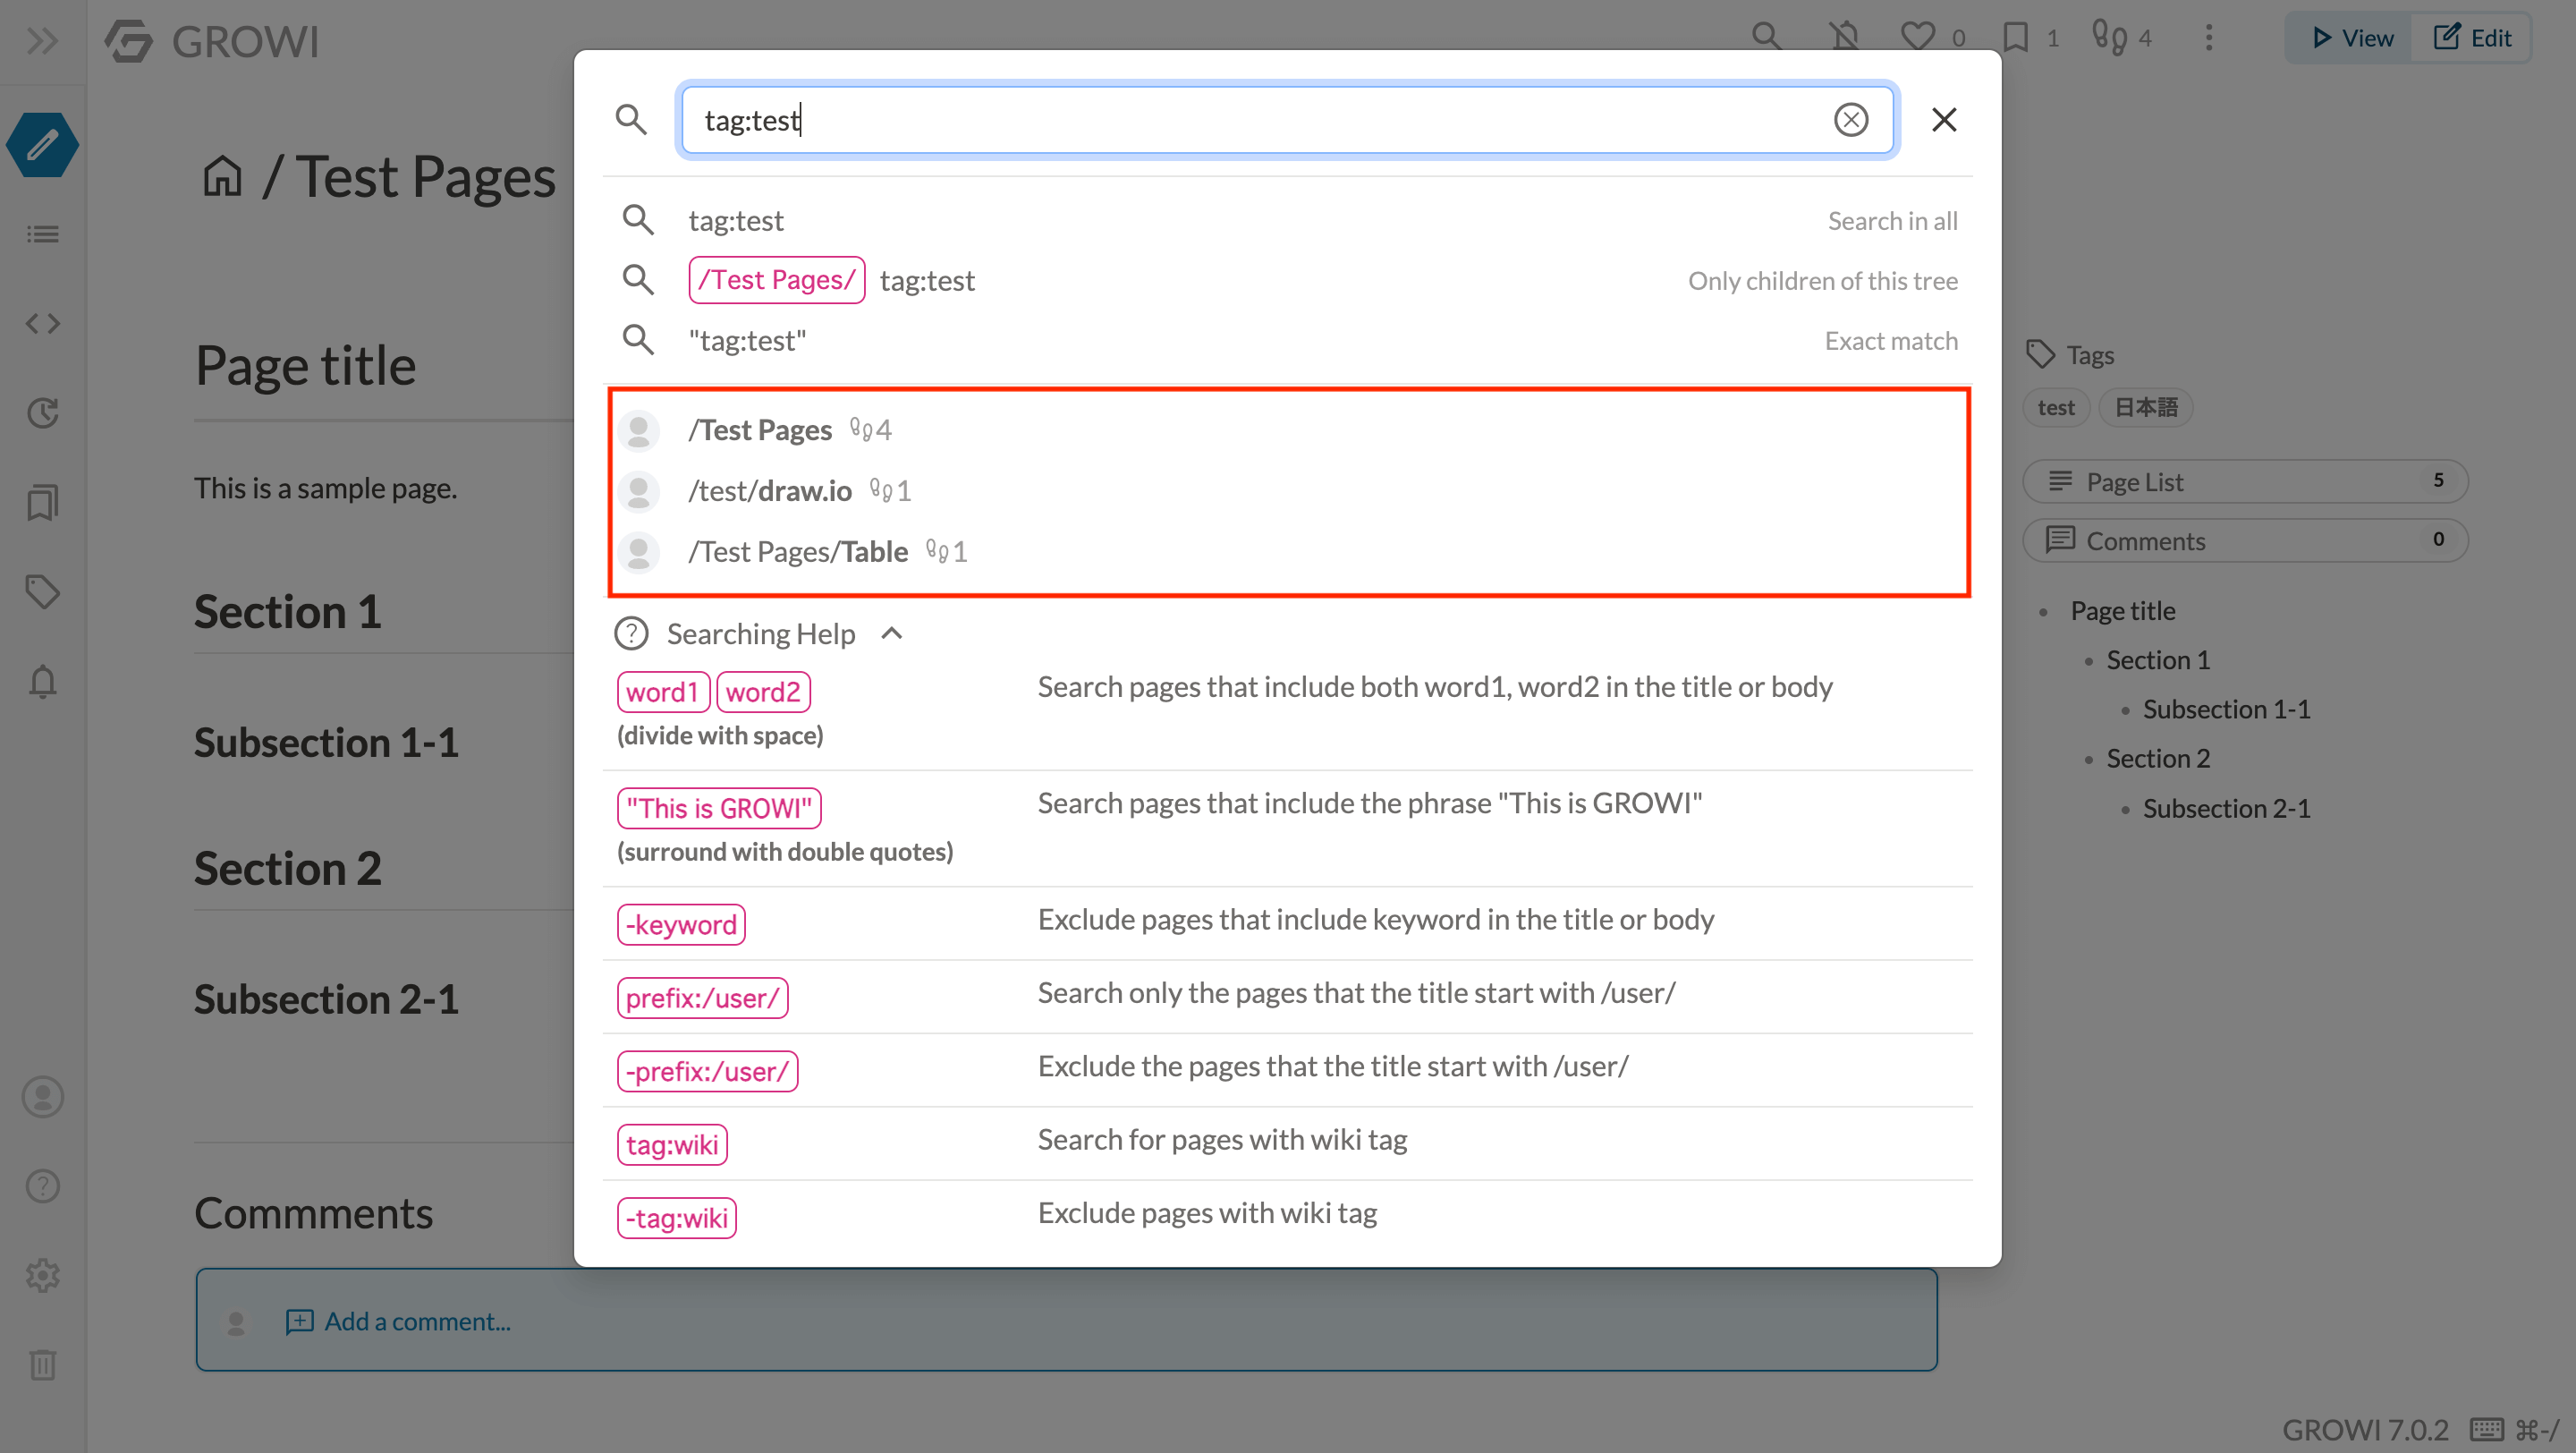 GROWI
0
1
4
View
Edit
/ Test Pages
Page title
This is a sample page.
Section 1
Subsection 1-1
Section 2
Subsection 2-1
Commments
Add a comment...
tag:test
tag:test
Search in all
/Test Pages/ tag:test
Only children of this tree
"tag:test"
Exact match
/Test Pages 4
/test/draw.io 1
/Test Pages/Table 1
Searching Help
word1 word2
(divide with space)
Search pages that include both word1, word2 in the title or body
"This is GROWI"
(surround with double quotes)
Search pages that include the phrase "This is GROWI"
-keyword
Exclude pages that include keyword in the title or body
prefix:/user/
Search only the pages that the title start with /user/
-prefix:/user/
Exclude the pages that the title start with /user/
tag:wiki
Search for pages with wiki tag
-tag:wiki
Exclude pages with wiki tag
Tags
test
日本語
Page List 5
Comments 0
Page title
Section 1
Subsection 1-1
Section 2
Subsection 2-1
GROWI 7.0.2
⌘-/